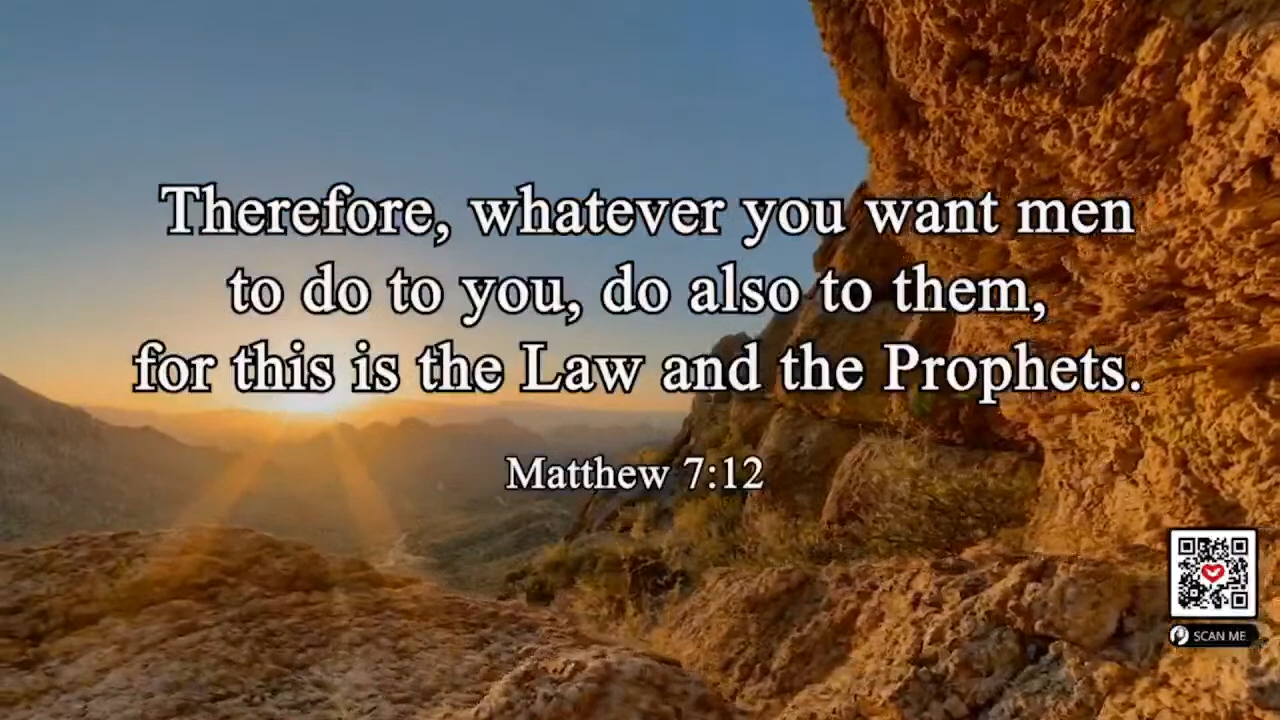 Therefore, whatever you want men
to do to you, do also to them,
for this is the Law and the Prophets.
Matthew 7:12
SCAN ME